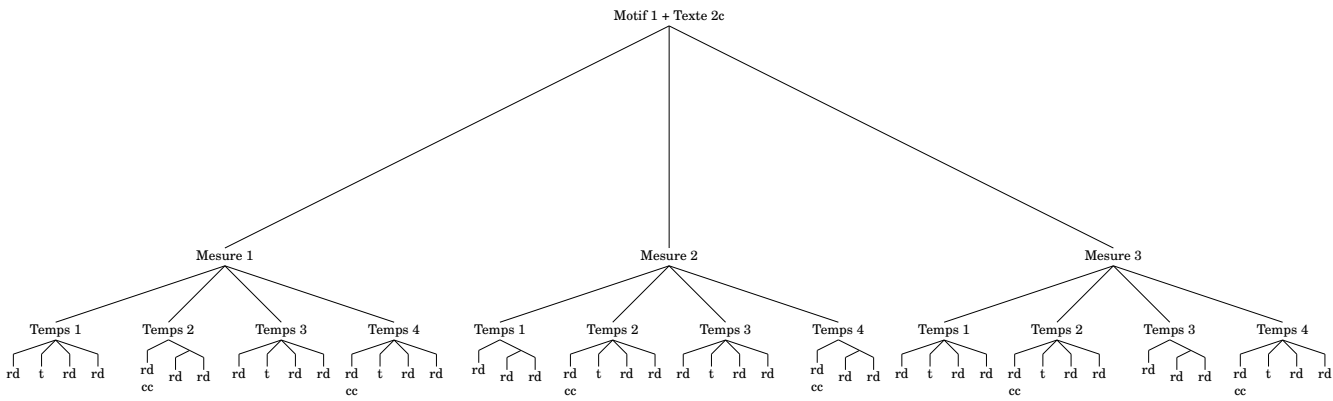 Motif 1 + Texte 2c
Mesure 1 Mesure 2 Mesure 3
Temps 1 Temps 2 Temps 3 Temps 4 Temps 1 Temps 2 Temps 3 Temps 4 Temps 1 Temps 2 Temps 3 Temps 4
rd t rd rd rd rd rd rd t rd rd rd t rd rd rd rd rd rd t rd rd rd t rd rd rd rd rd rd t rd rd rd t rd rd rd rd rd rd t rd rd
cc cc cc cc cc cc